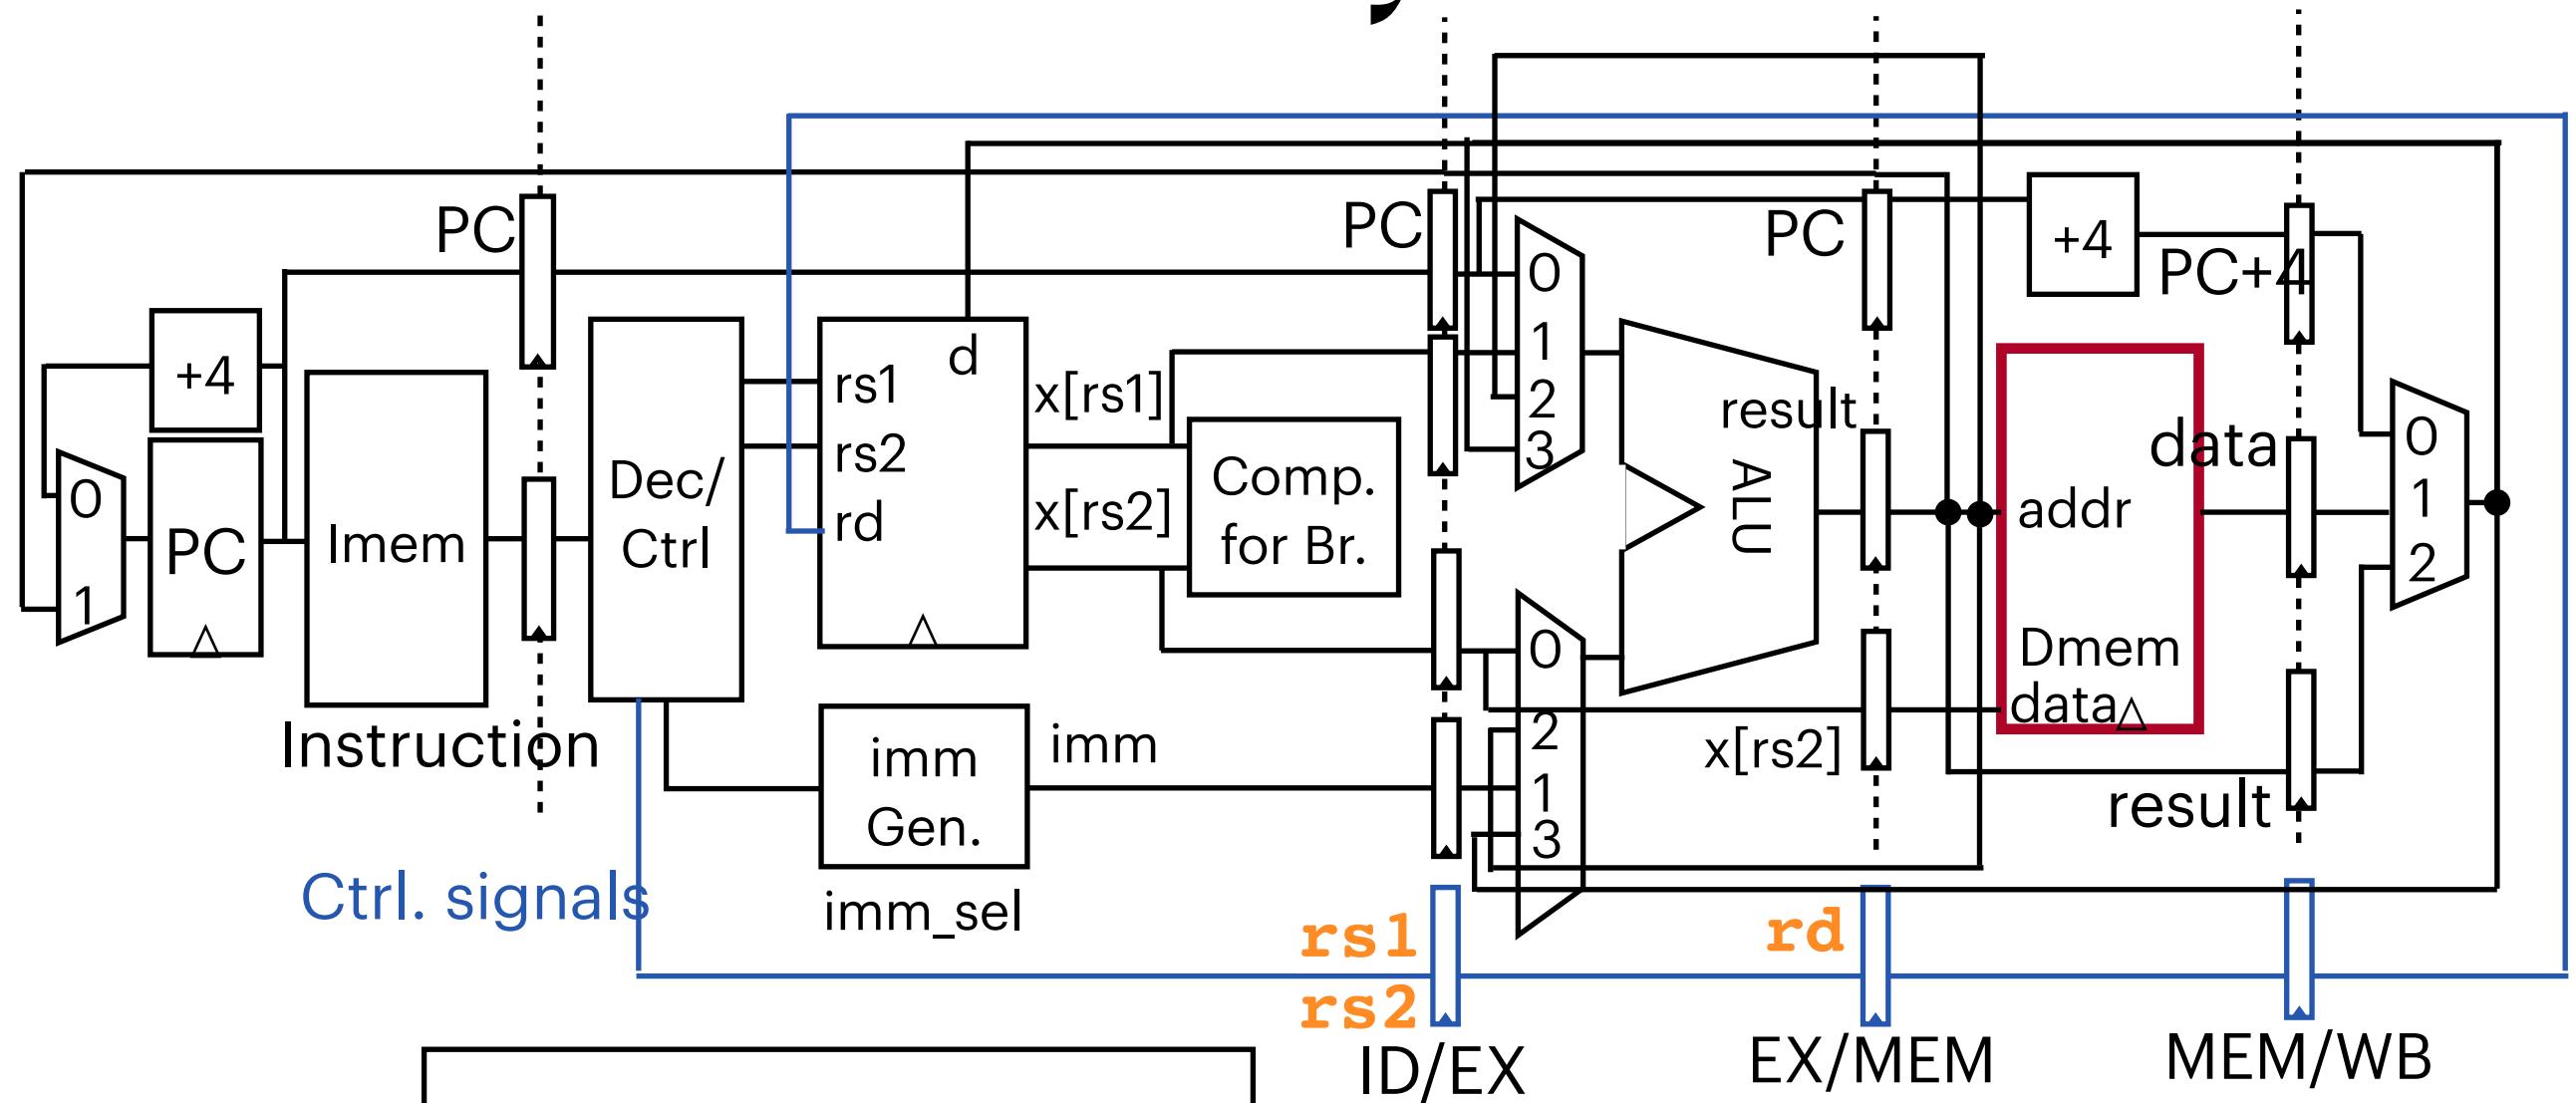 PC
+4
0
1
PC
Imem
Instruction
Dec/
Ctrl
Ctrl. signals
d
rs1
rs2
rd
x[rs1]
x[rs2]
Comp.
for Br.
imm
Gen.
imm
imm_sel
PC
0
1
2
3
0
2
1
3
ALU
result
PC
x[rs2]
rs1
rs2
rd
+4
PC+4
addr
data
Dmem
data
result
0
1
2
ID/EX
EX/MEM
MEM/WB